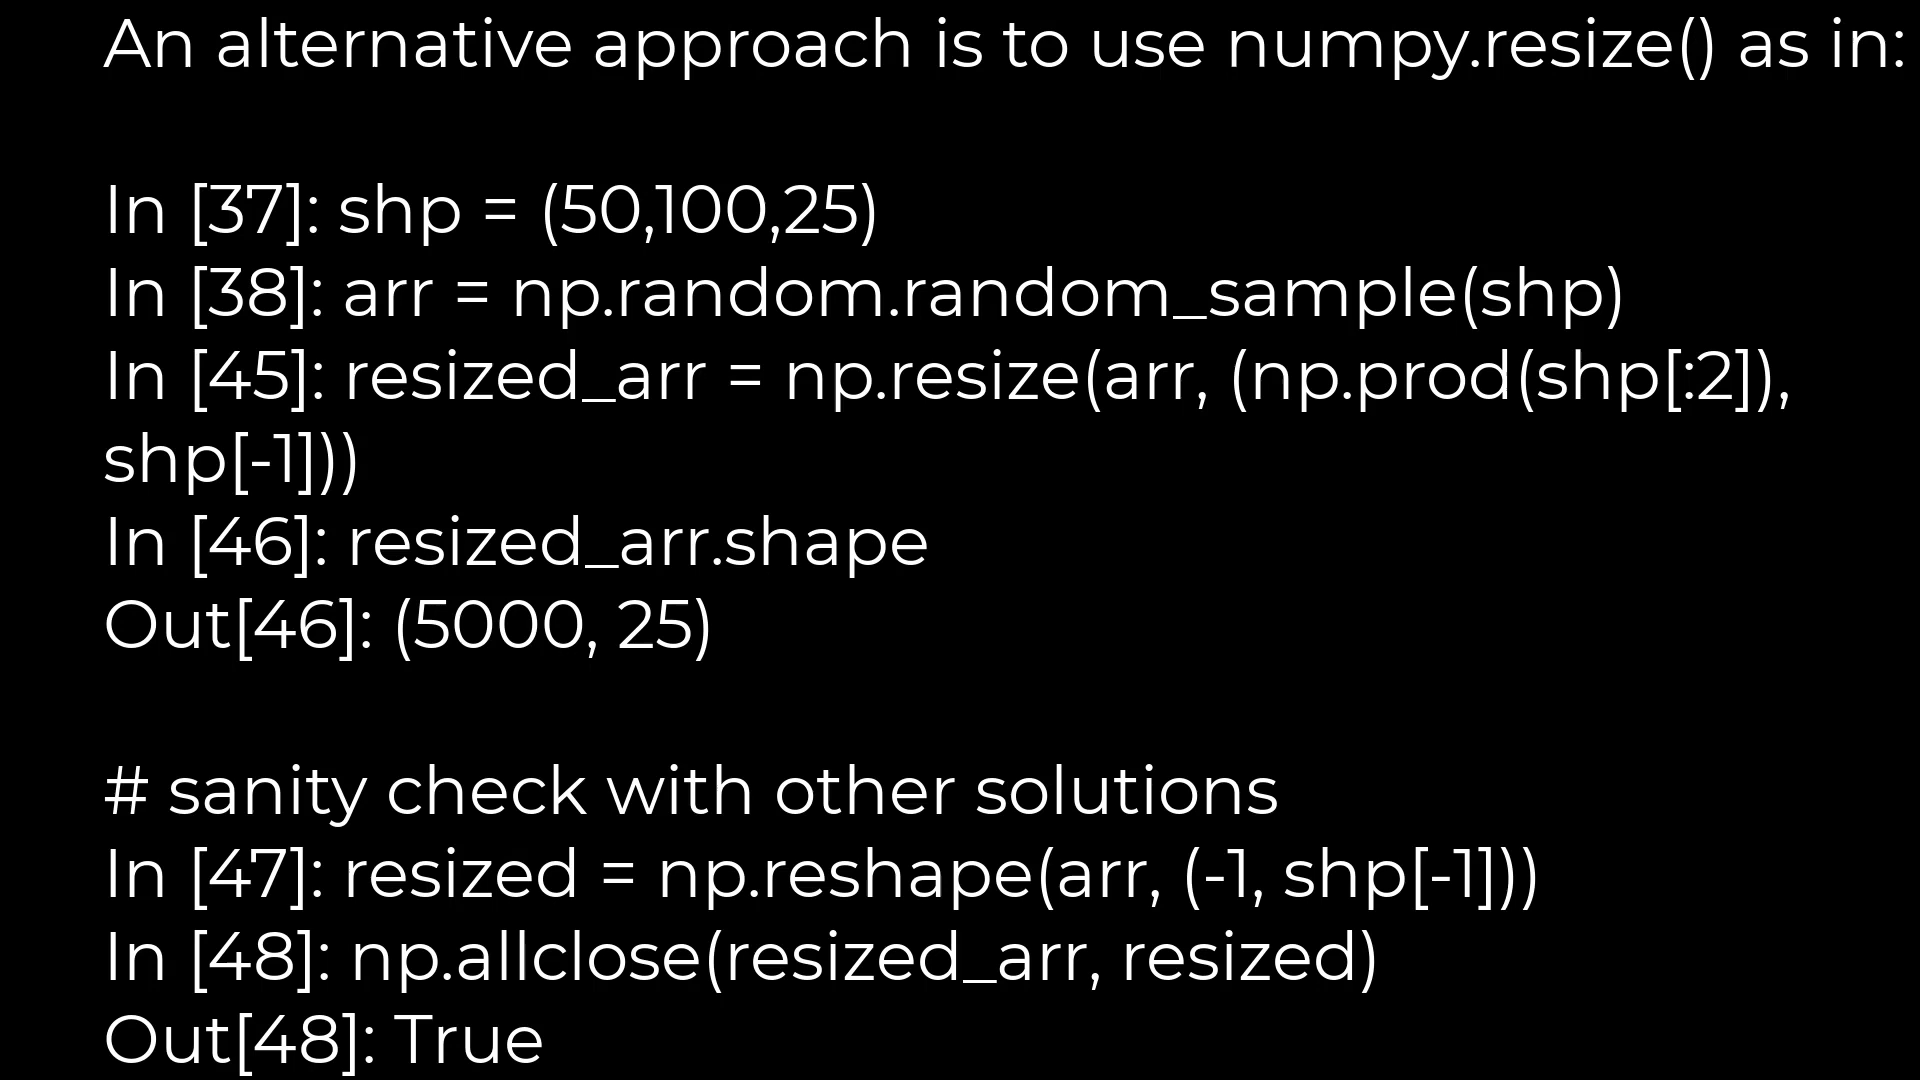 An alternative approach is to use numpy.resize() as in:
In [37]: shp = (50,100,25)
In [38]: arr = np.random.random_sample(shp)
In [45]: resized_arr = np.resize(arr, (np.prod(shp[:2]),
shp[-1]))
In [46]: resized_arr.shape
Out[46]: (5000, 25)
# sanity check with other solutions
In [47]: resized = np.reshape(arr, (-1, shp[-1]))
In [48]: np.allclose(resized_arr, resized)
Out[48]: True